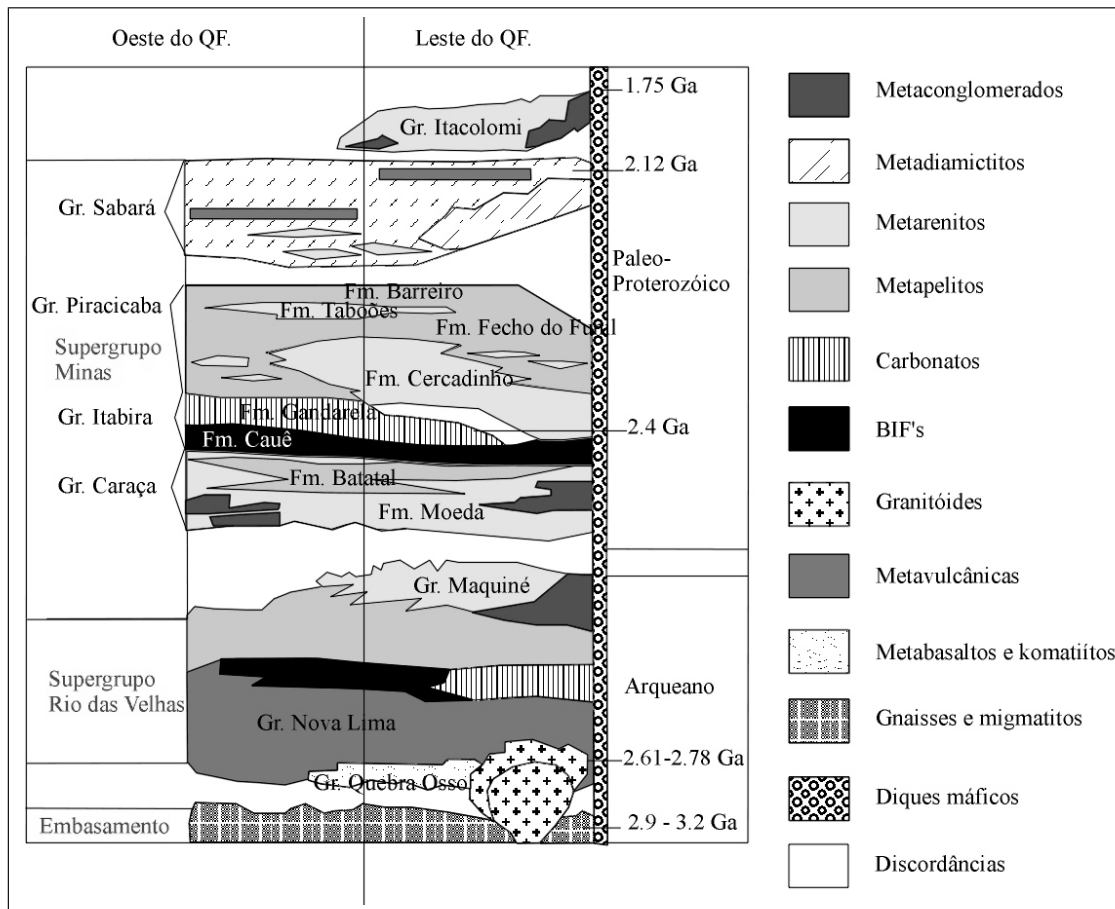 Oeste do QF.
Leste do QF.
1.75 Ga
Gr. Itacolomi
2.12 Ga
Gr. Sabará
Paleo-
Proterozóico
Gr. Piracicaba
Fm. Barreiro
Fm. Taboões
Fm. Fecho do Funil
Supergrupo
Minas
Fm. Cercadinho
Gr. Itabira
Fm. Gandarela
2.4 Ga
Fm. Cauê
Gr. Caraça
Fm. Batatal
Fm. Moeda
Gr. Maquiné
Supergrupo
Rio das Velhas
Arqueano
Gr. Nova Lima
2.61-2.78 Ga
Gr. Quebra Osso
Embasamento
2.9 - 3.2 Ga
Metaconglomerados
Metadiamictitos
Metarenitos
Metapelitos
Carbonatos
BIF's
Granitóides
Metavulcânicas
Metabasaltos e komatiítos
Gnaisses e migmatitos
Diques máficos
Discordâncias